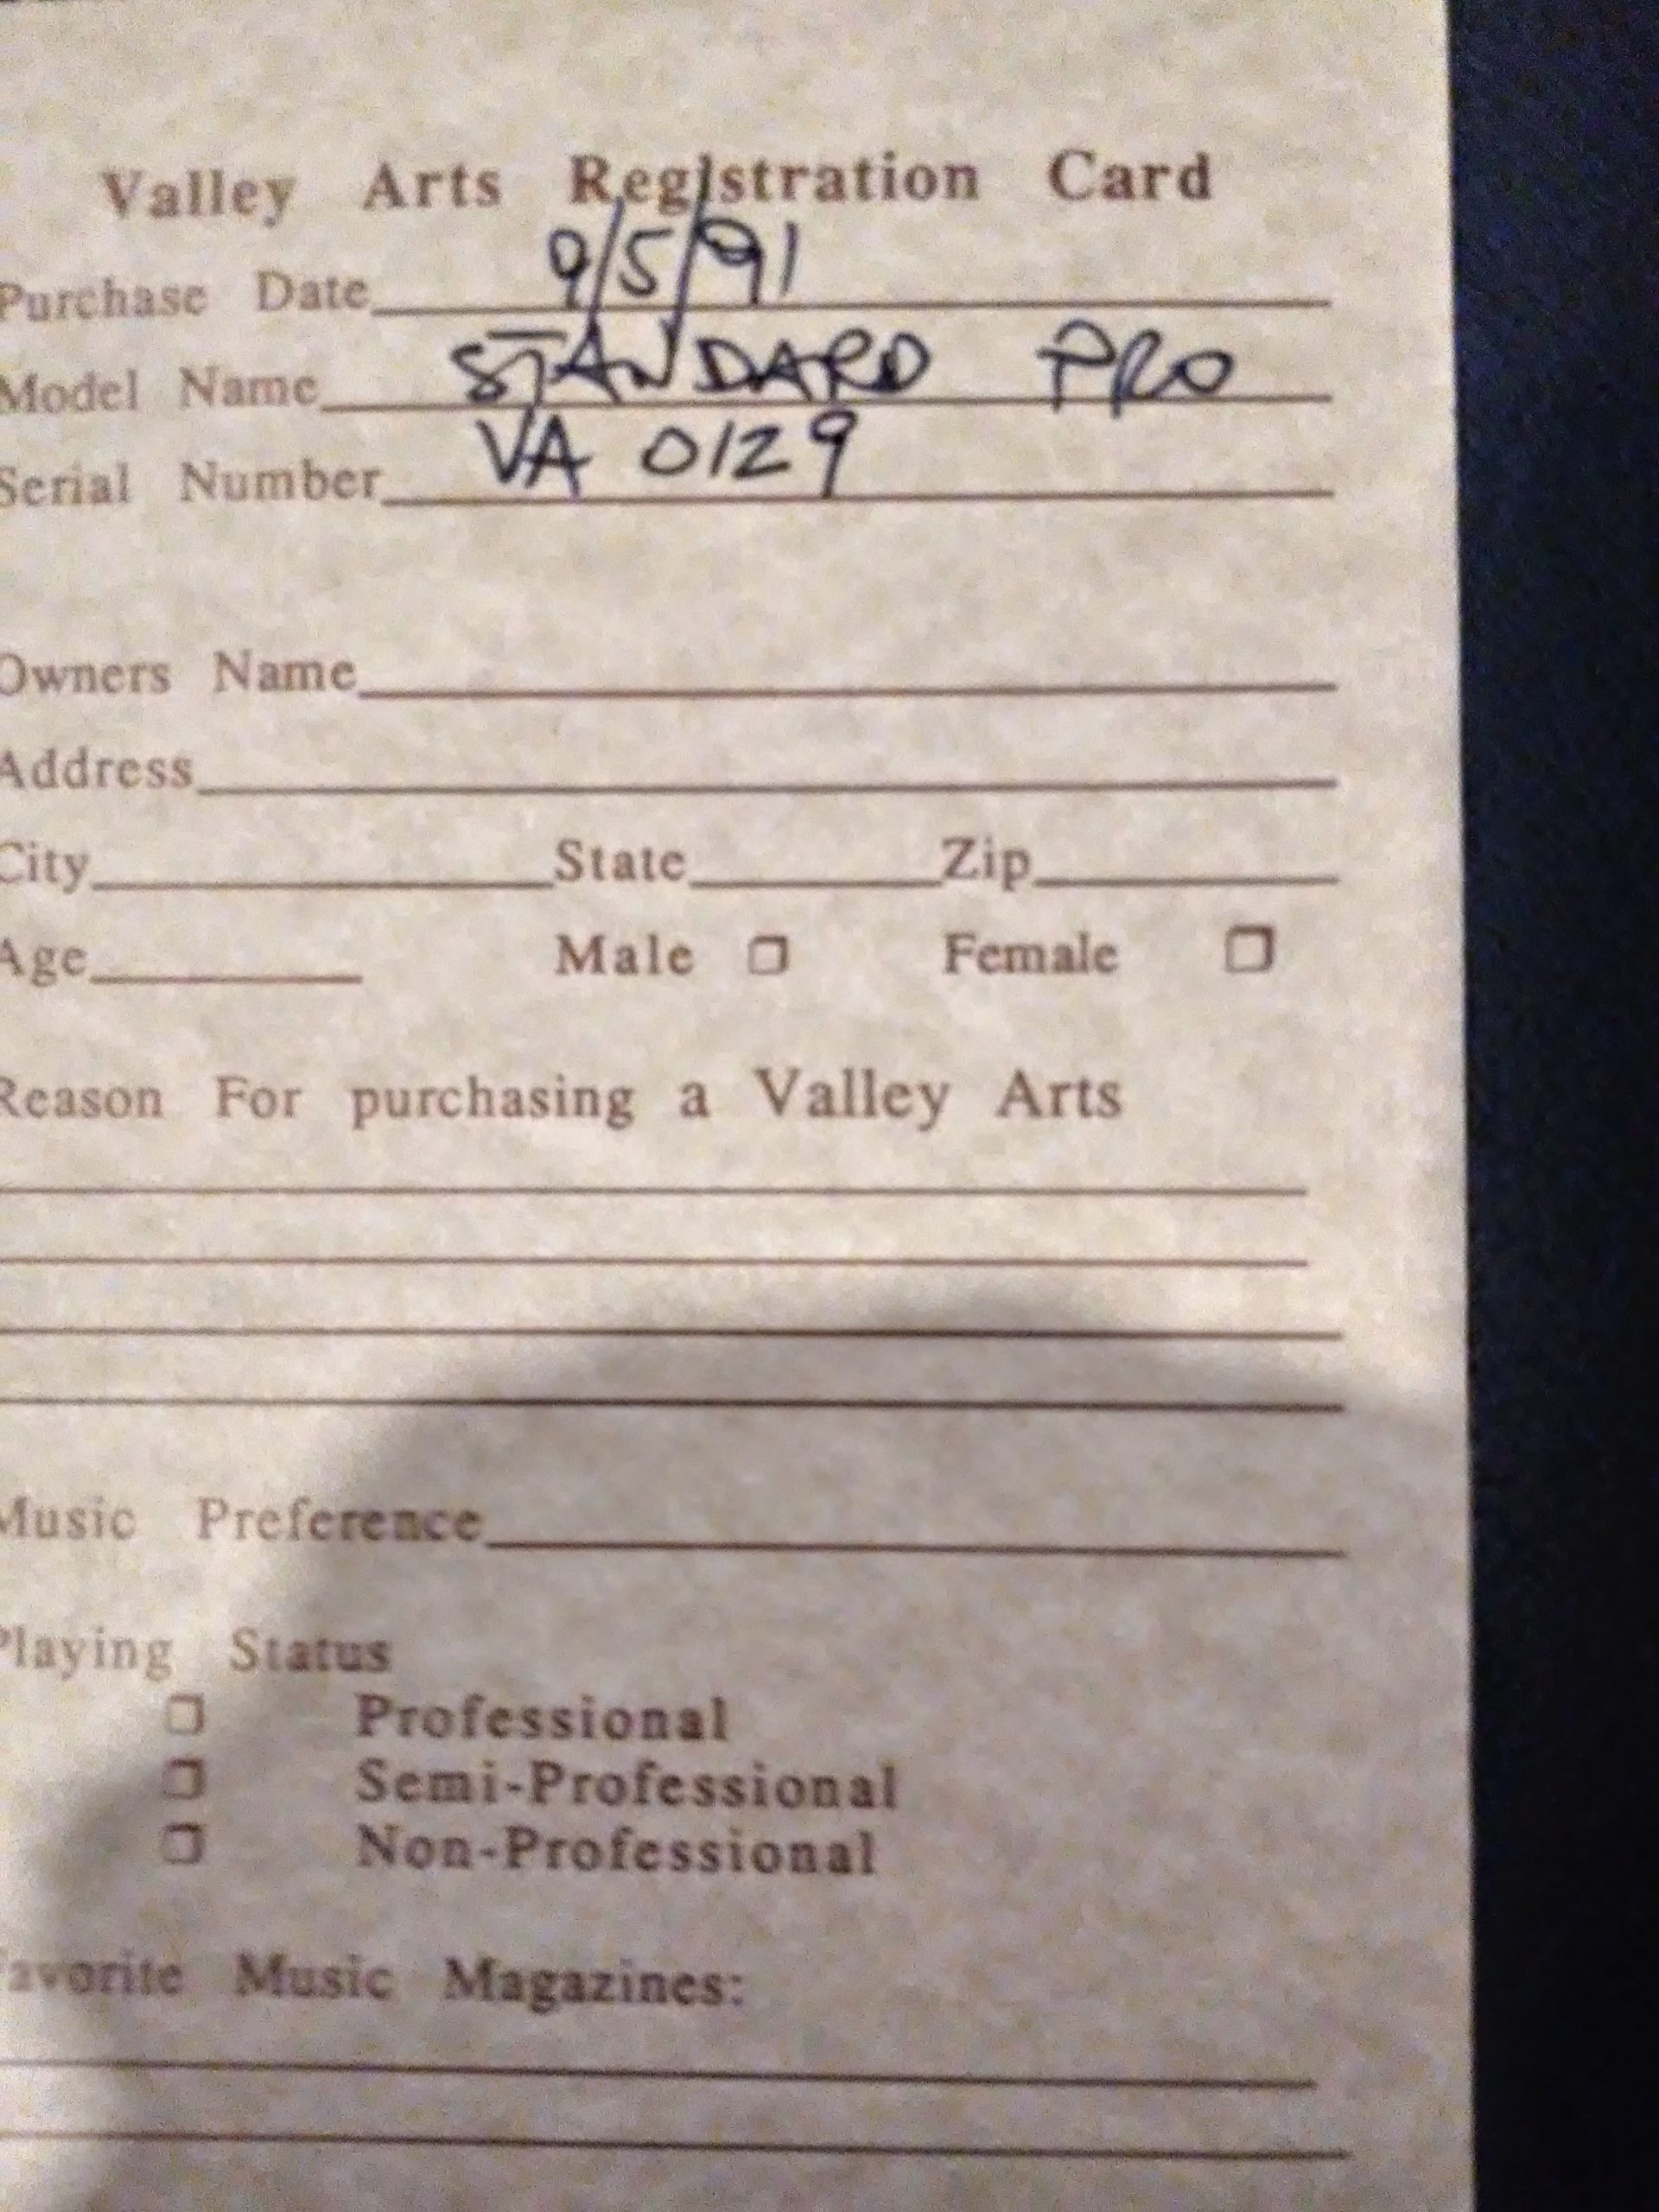 Valley Arts Registration Card
Purchase Date 9/5/91
Model Name STANDARD PRO
Serial Number VA 0129
Owners Name
Address
City State Zip
Age Male Female
Reason For purchasing a Valley Arts
Music Preference
Playing Status
Professional
Semi-Professional
Non-Professional
Favorite Music Magazines: